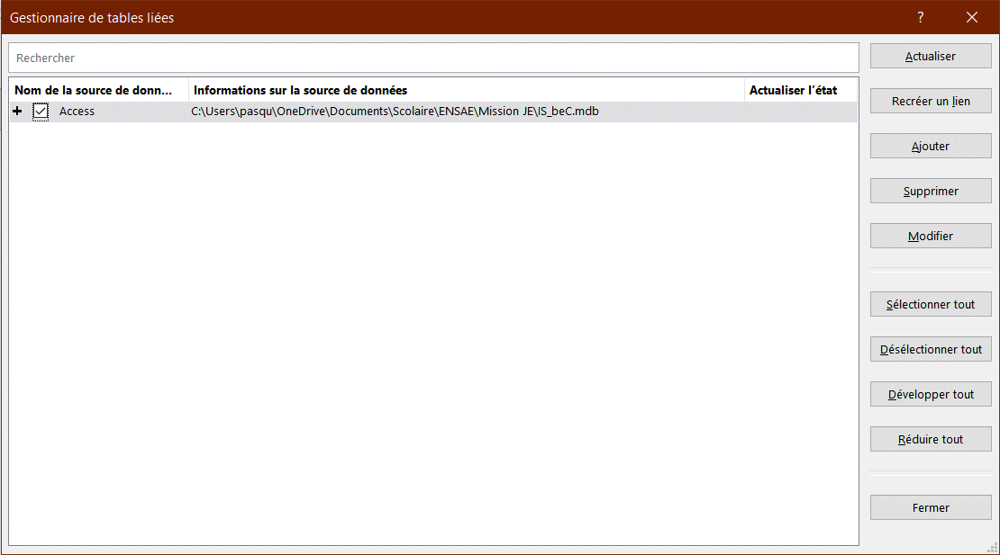 Gestionnaire de tables liées
?
Rechercher
Nom de la source de donn... Informations sur la source de données Actualiser l’état
Access C:\Users\pasqu\OneDrive\Documents\Scolaire\ENSAE\Mission JE\IS_beC.mdb
Actualiser
Recréer un lien
Ajouter
Supprimer
Modifier
Sélectionner tout
Désélectionner tout
Développer tout
Réduire tout
Fermer